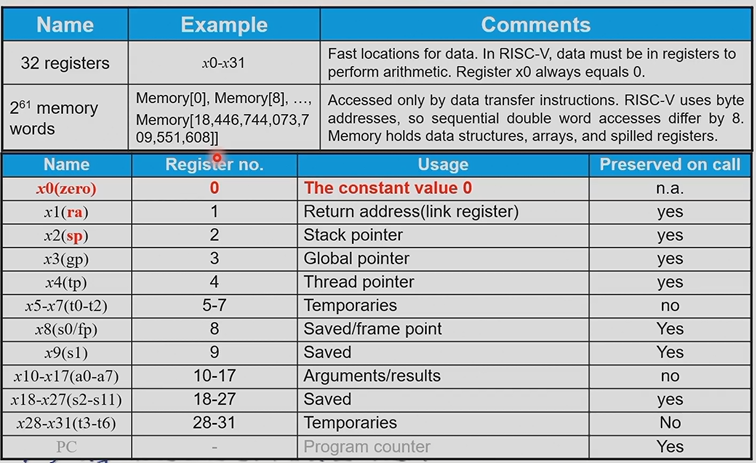 Name Example Comments
32 registers x0-x31 Fast locations for data. In RISC-V, data must be in registers to
perform arithmetic. Register x0 always equals 0.
2^61 memory
words
Memory[0], Memory[8], …,
Memory[18,446,744,073,7
09,551,608]]
Accessed only by data transfer instructions. RISC-V uses byte
addresses, so sequential double word accesses differ by 8.
Memory holds data structures, arrays, and spilled registers.
Name Register no. Usage Preserved on call
x0(zero) 0 The constant value 0 n.a.
x1(ra) 1 Return address(link register) yes
x2(sp) 2 Stack pointer yes
x3(gp) 3 Global pointer yes
x4(tp) 4 Thread pointer yes
x5-x7(t0-t2) 5-7 Temporaries no
x8(s0/fp) 8 Saved/frame point Yes
x9(s1) 9 Saved Yes
x10-x17(a0-a7) 10-17 Arguments/results no
x18-x27(s2-s11) 18-27 Saved yes
x28-x31(t3-t6) 28-31 Temporaries No
PC - Program counter Yes